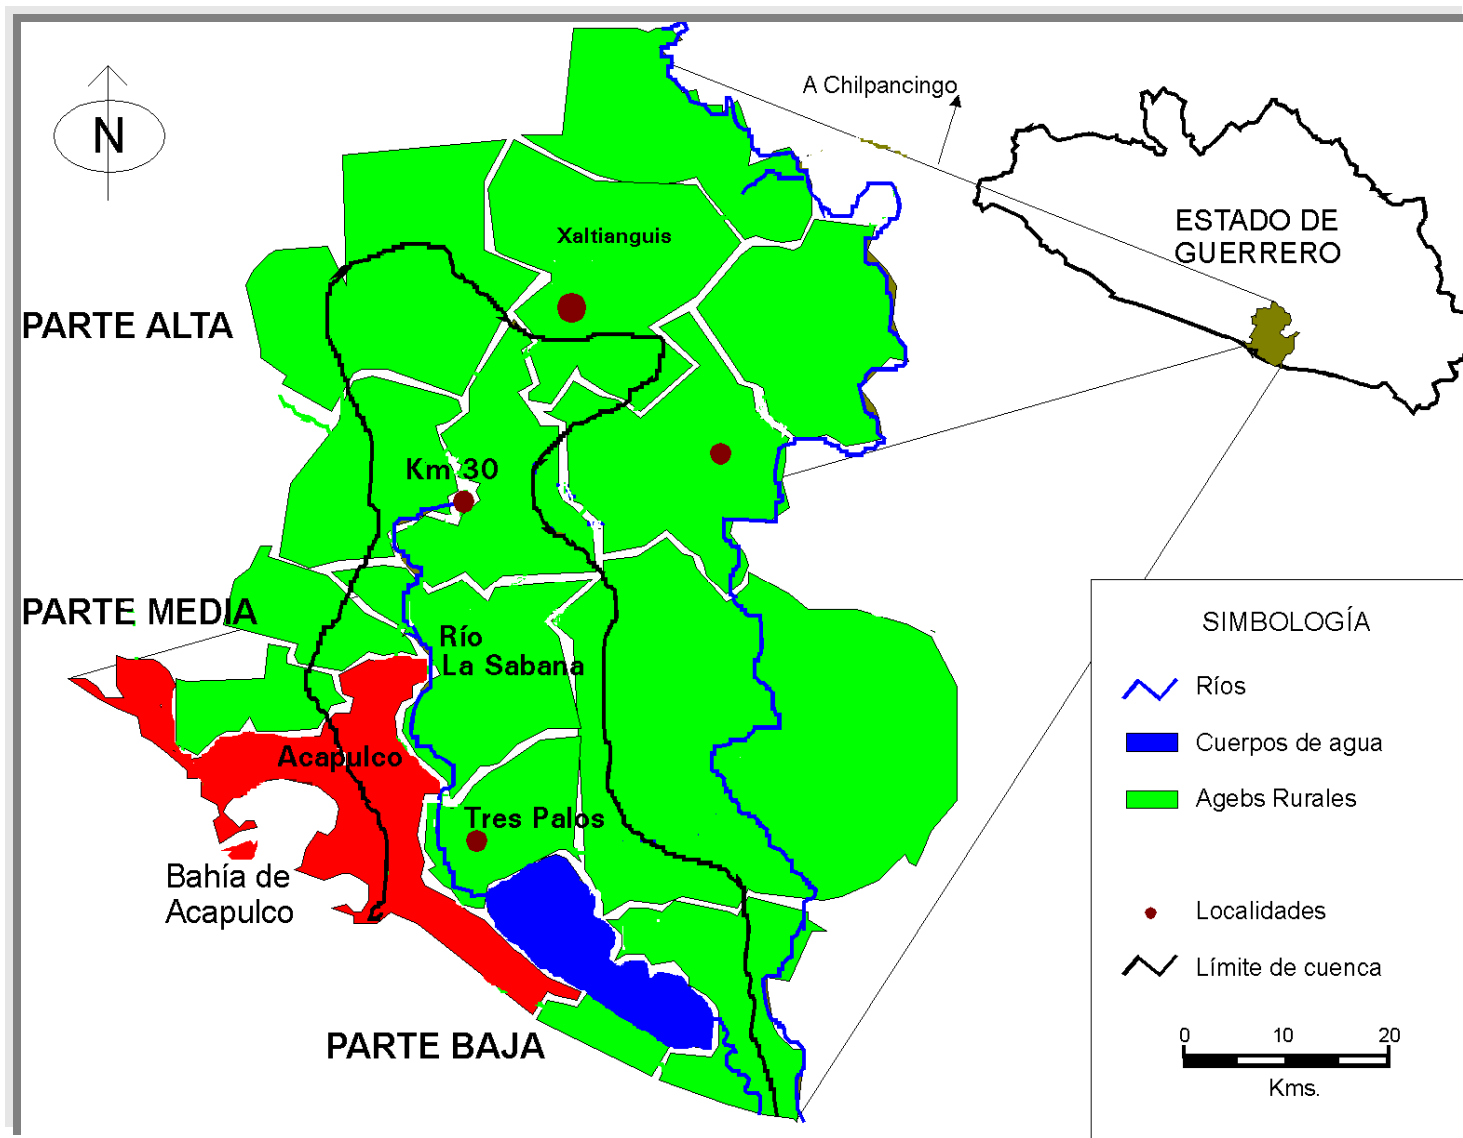 A Chilpancingo
N
ESTADO DE
GUERRERO
Xaltianguis
PARTE ALTA
Km 30
PARTE MEDIA
Río
La Sabana
Acapulco
Tres Palos
Bahía de
Acapulco
PARTE BAJA
SIMBOLOGÍA
Ríos
Cuerpos de agua
Agebs Rurales
Localidades
Límite de cuenca
0 10 20
Kms.